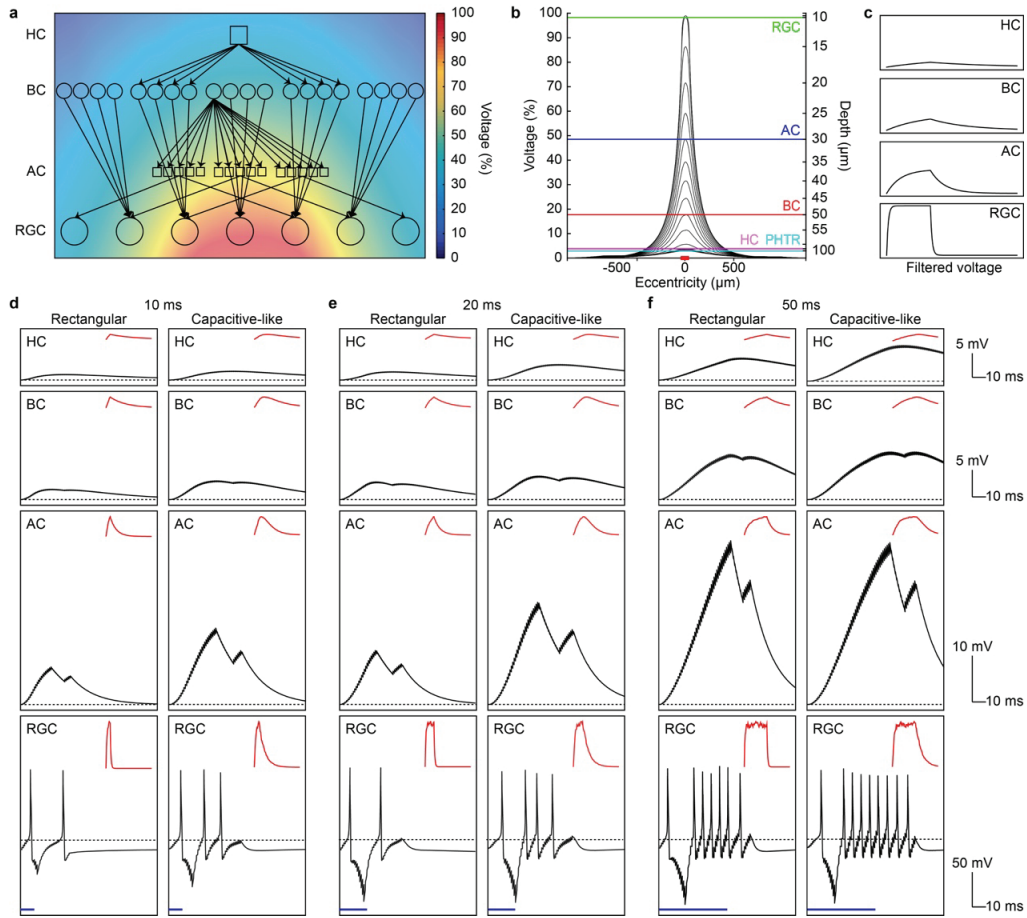 a
HC
BC
AC
RGC
100
90
80
70
60
50
40
30
20
10
0
Voltage (%)
b
100
90
80
70
60
50
40
30
20
10
0
Voltage (%)
RGC
AC
BC
HC PHTR
10
15
20
25
30
35
40
45
50
55
100
Depth (µm)
-500 0 500
Eccentricity (µm)
c
HC
BC
AC
RGC
Filtered voltage
d 10 ms
Rectangular Capacitive-like
HC HC
BC BC
AC AC
RGC RGC
e 20 ms
Rectangular Capacitive-like
HC HC
BC BC
AC AC
RGC RGC
f 50 ms
Rectangular Capacitive-like
HC HC
5 mV
10 ms
BC BC
5 mV
10 ms
AC AC
10 mV
10 ms
RGC RGC
50 mV
10 ms